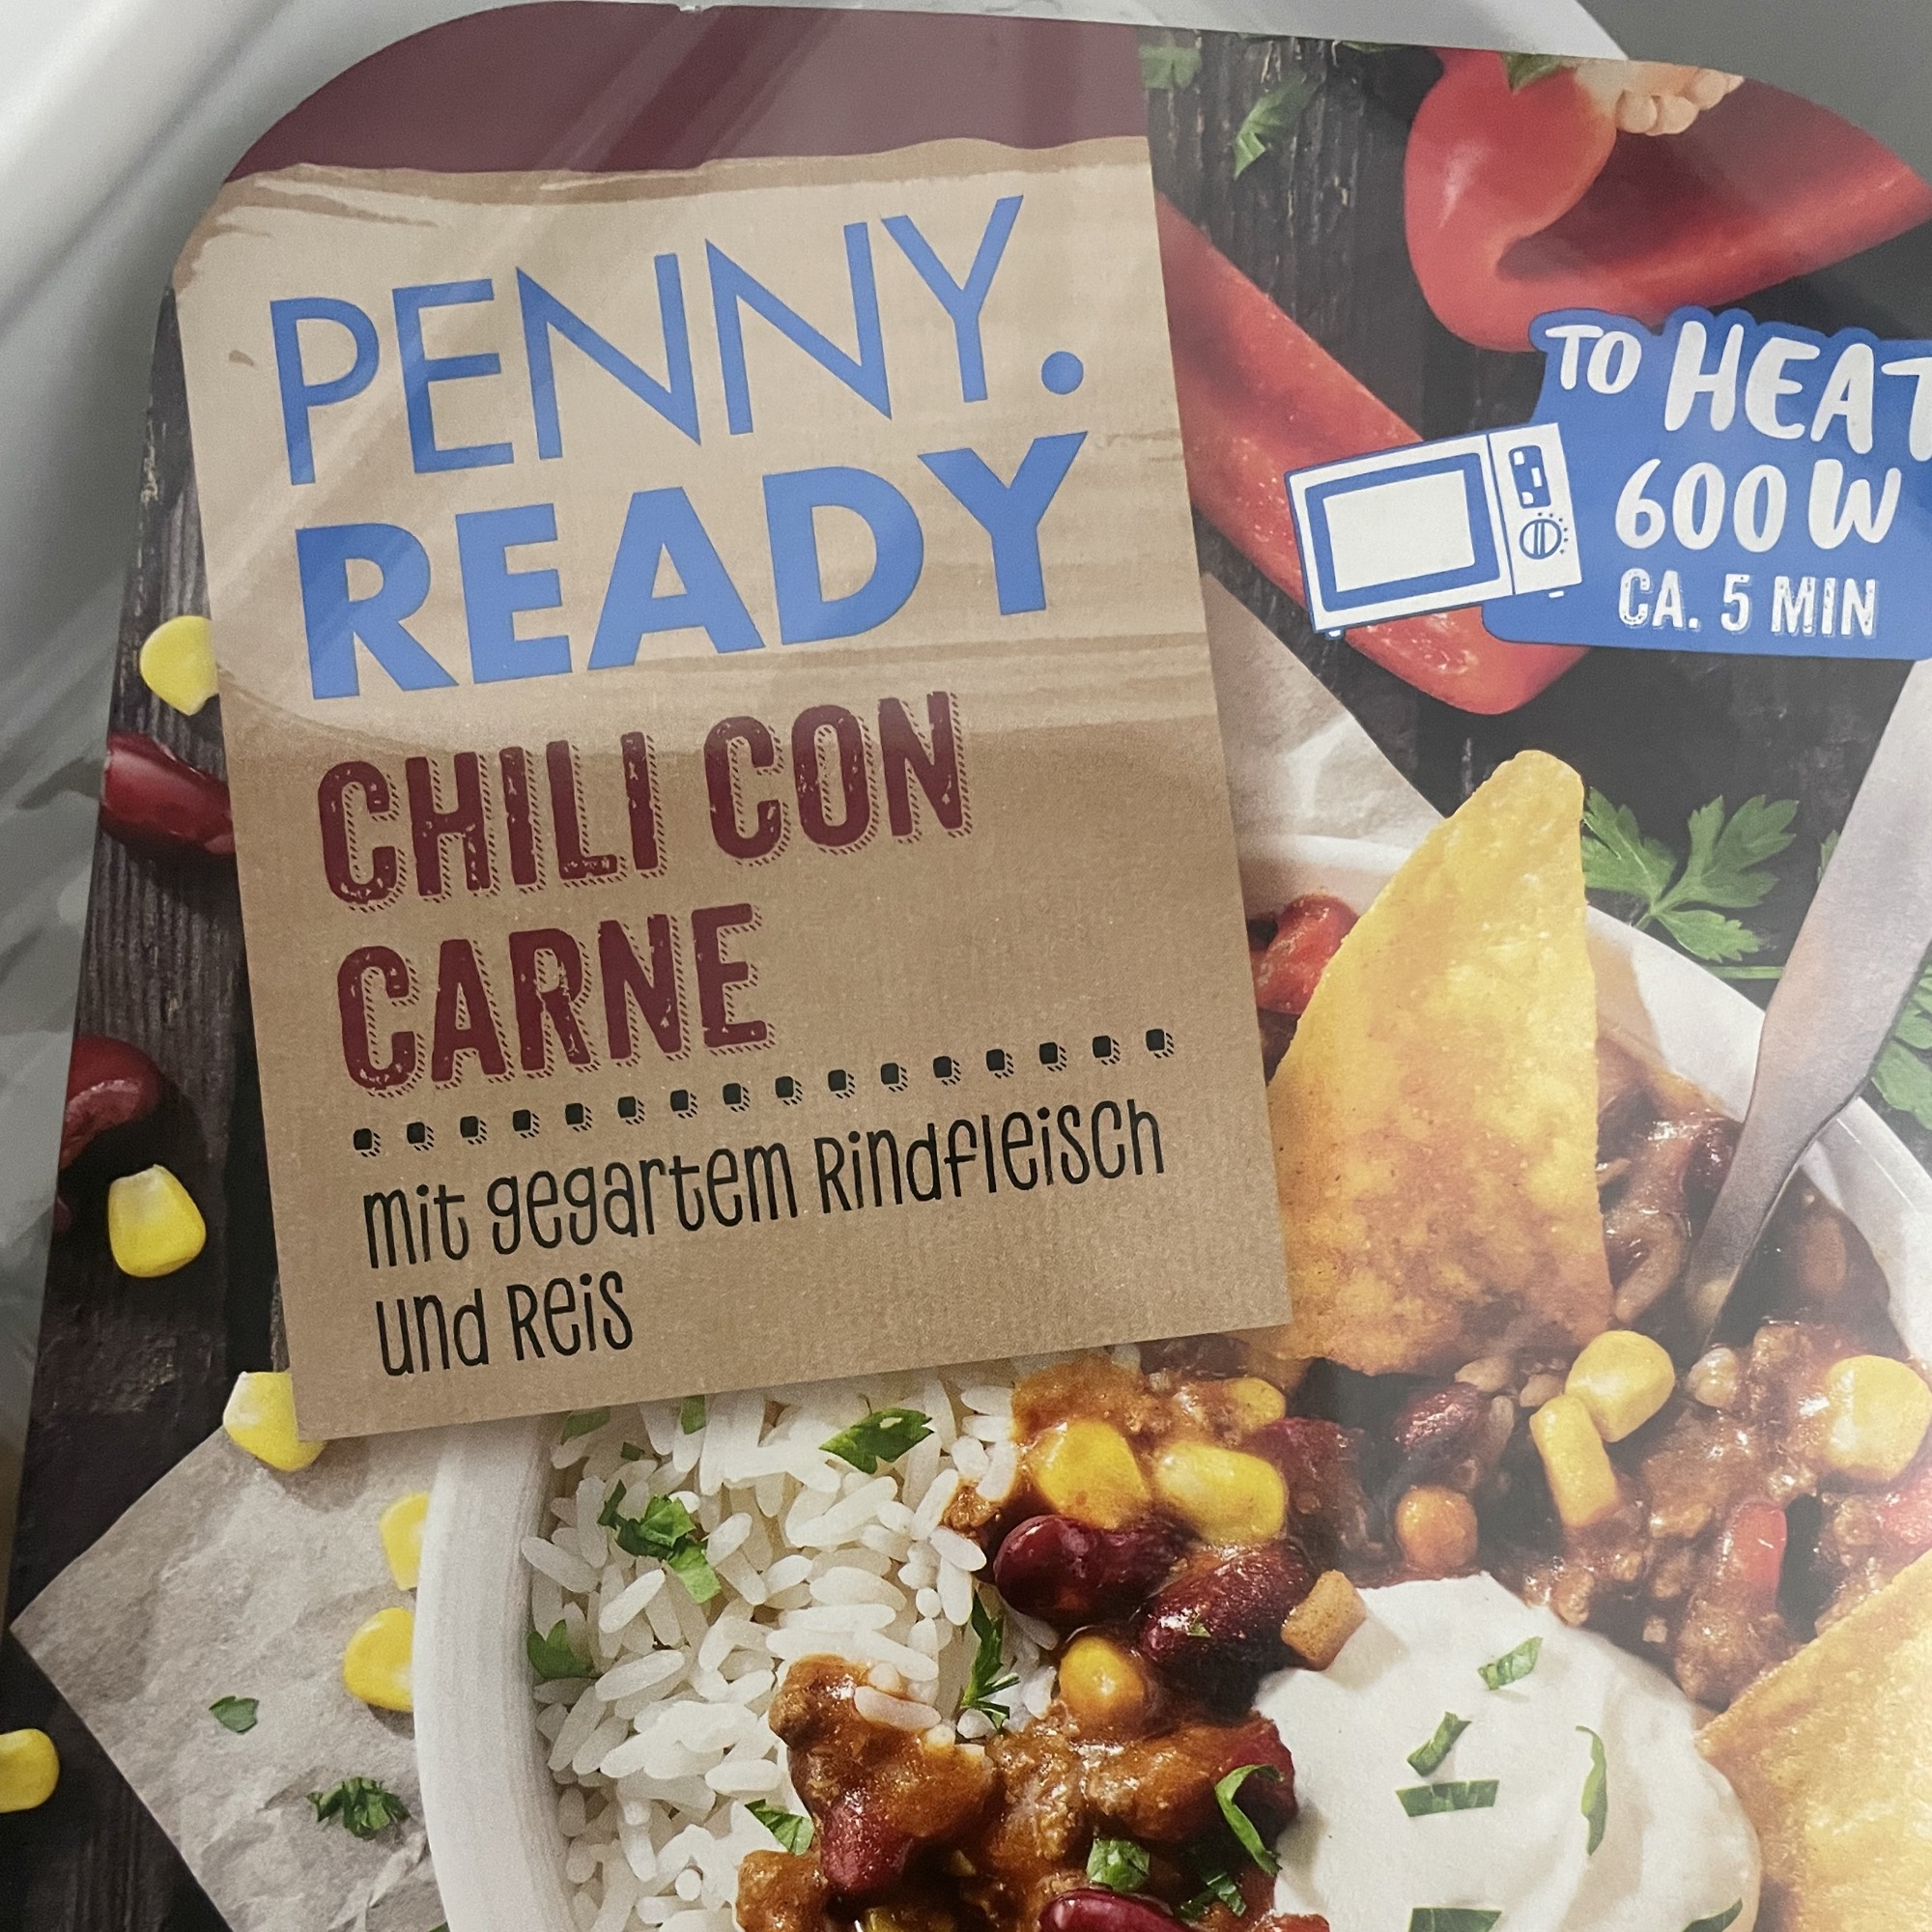 PENNY.
READY
CHILI CON
CARNE
mit gegartem Rindfleisch
und Reis
TO HEAT
600 W
CA. 5 MIN